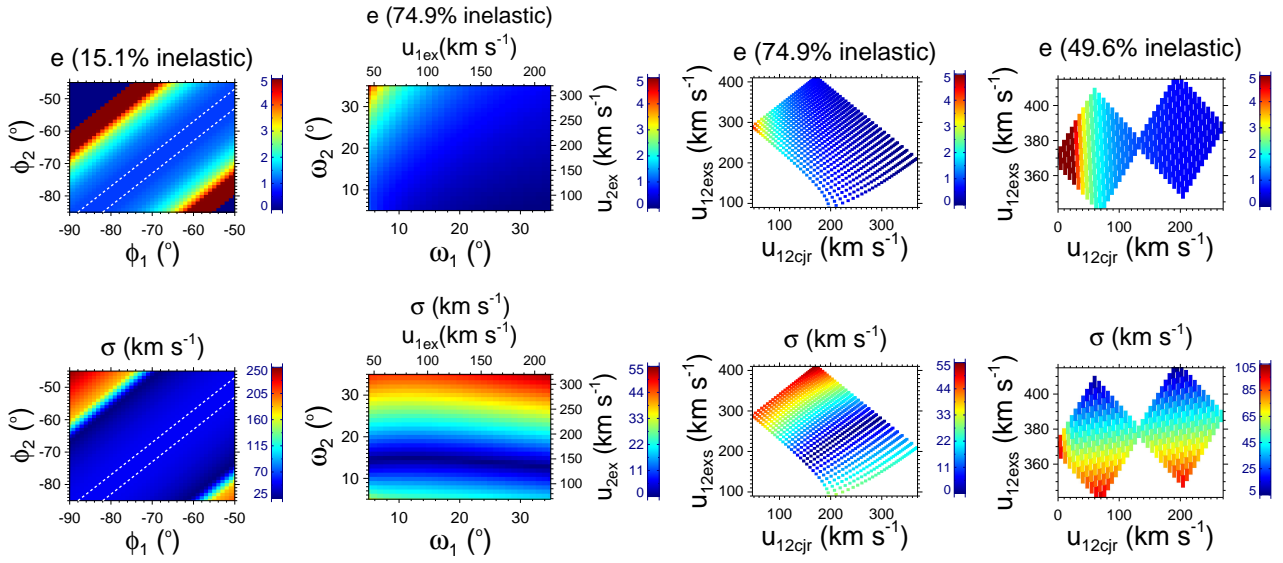 e (15.1% inelastic)
5
4
3
2
1
0
-50
-60
-70
-80
ϕ2 (°)
-90 -80 -70 -60 -50
ϕ1 (°)
e (74.9% inelastic)
u1ex(km s-1)
50 100 150 200
30
20
10
ω2 (°)
300
250
200
150
100
u2ex (km s-1)
10 20 30
ω1 (°)
5
4
3
2
1
0
e (74.9% inelastic)
400
300
200
100
u12exs (km s-1)
100 200 300
u12cjr (km s-1)
5
4
3
2
1
0
e (49.6% inelastic)
400
380
360
u12exs (km s-1)
0 100 200
u12cjr (km s-1)
5
4
3
2
1
0
σ (km s-1)
-50
-60
-70
-80
ϕ2 (°)
-90 -80 -70 -60 -50
ϕ1 (°)
250
205
160
115
70
25
σ (km s-1)
u1ex(km s-1)
50 100 150 200
30
20
10
ω2 (°)
300
250
200
150
100
u2ex (km s-1)
10 20 30
ω1 (°)
55
44
33
22
11
0
σ (km s-1)
400
300
200
100
u12exs (km s-1)
100 200 300
u12cjr (km s-1)
55
44
33
22
11
0
σ (km s-1)
400
380
360
u12exs (km s-1)
0 100 200
u12cjr (km s-1)
105
85
65
45
25
5